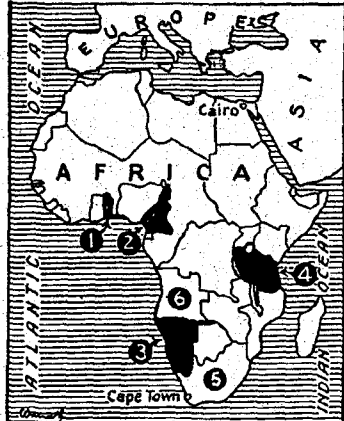 EUROPE
ASIA
ATLANTIC OCEAN
Cairo
AFRICA
1
2
3
4
5
6
INDIAN OCEAN
Cape Town